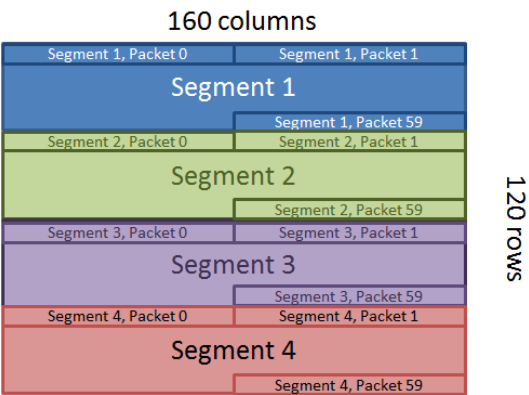 160 columns
Segment 1, Packet 0
Segment 1, Packet 1
Segment 1
Segment 1, Packet 59
Segment 2, Packet 0
Segment 2, Packet 1
Segment 2
Segment 2, Packet 59
120 rows
Segment 3, Packet 0
Segment 3, Packet 1
Segment 3
Segment 3, Packet 59
Segment 4, Packet 0
Segment 4, Packet 1
Segment 4
Segment 4, Packet 59